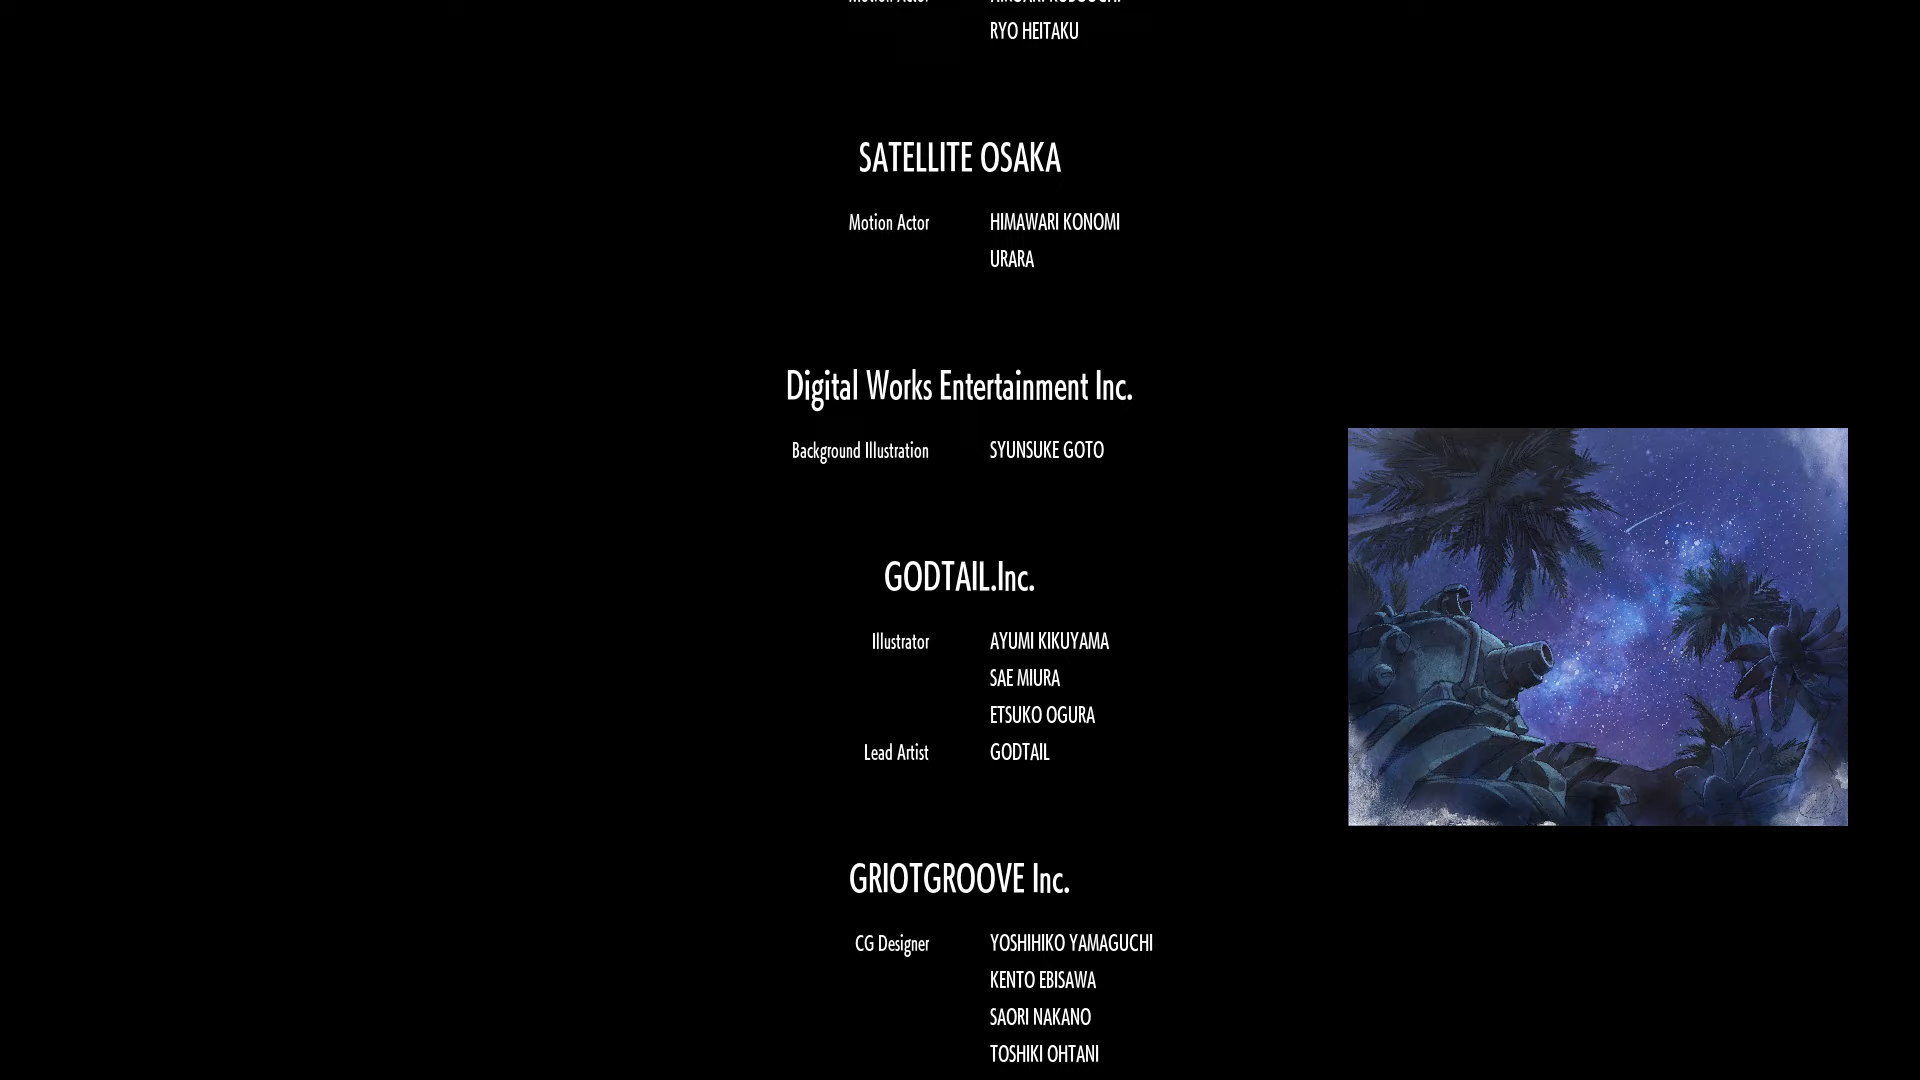 RYO HEITAKU
SATELLITE OSAKA
Motion Actor HIMAWARI KONOMI
URARA
Digital Works Entertainment Inc.
Background Illustration SYUNSUKE GOTO
GODTAIL.Inc.
Illustrator AYUMI KIKUYAMA
SAE MIURA
ETSUKO OGURA
Lead Artist GODTAIL
GRIOTGROOVE Inc.
CG Designer YOSHIHIKO YAMAGUCHI
KENTO EBISAWA
SAORI NAKANO
TOSHIKI OHTANI